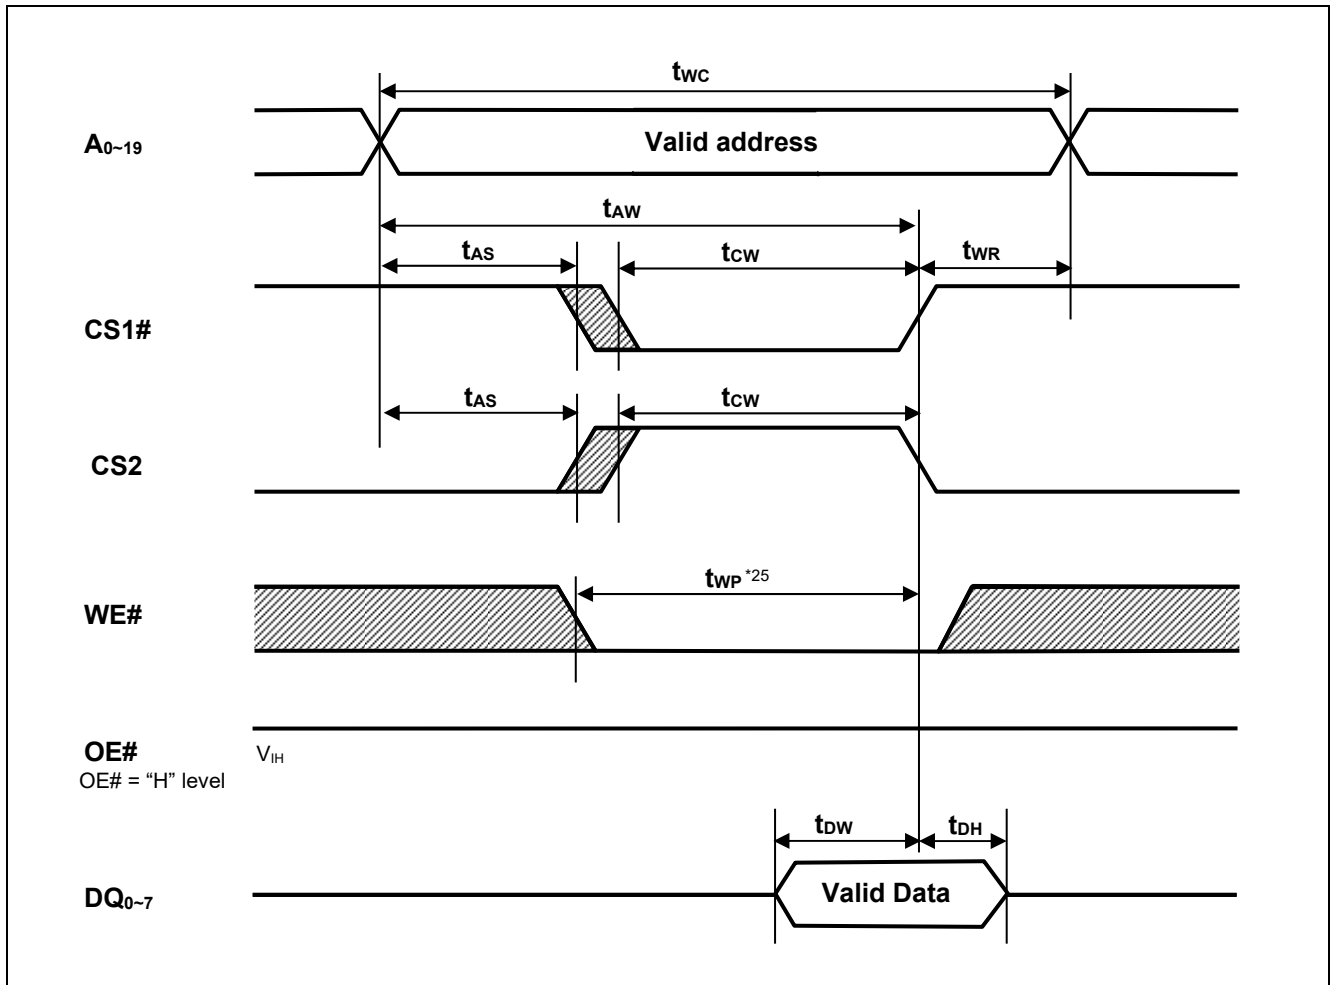 tWC
A0~19
Valid address
tAW
tAS
tCW
tWR
CS1#
tAS
tCW
CS2
tWP *25
WE#
OE#
VIH
OE# = “H” level
tDW
tDH
DQ0~7
Valid Data